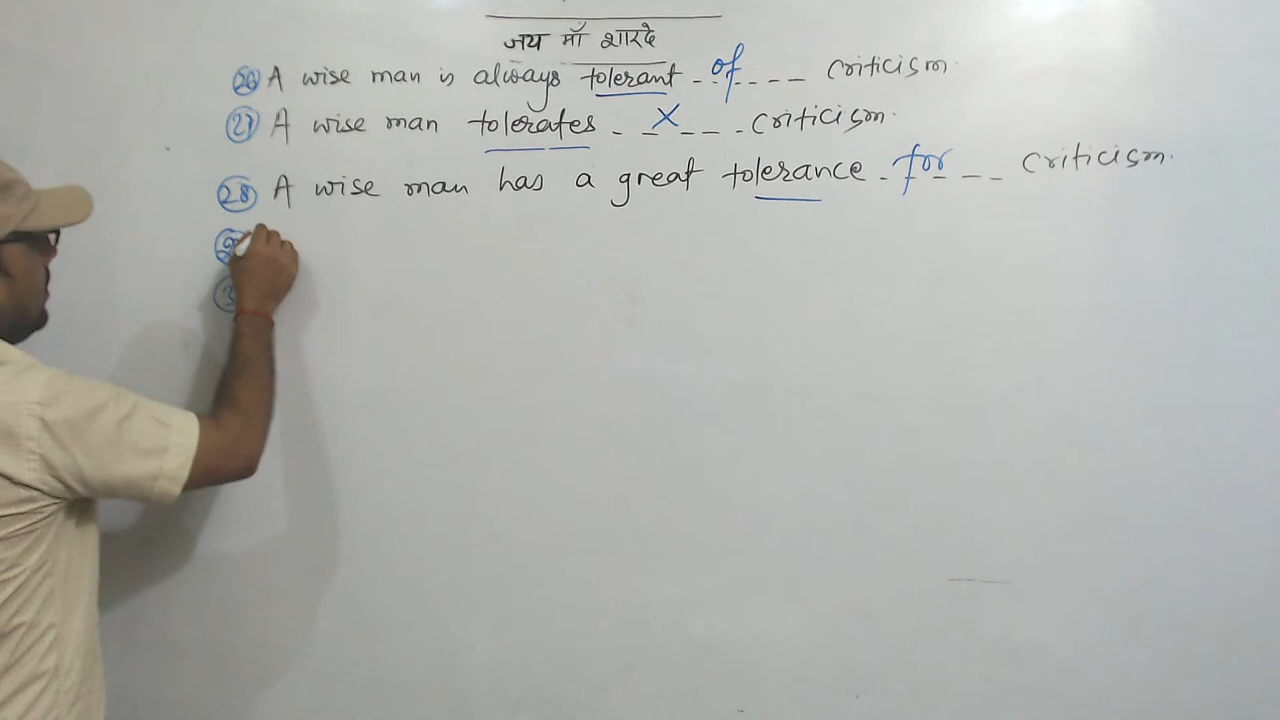 जय माँ शारदे
26 A wise man is always tolerant - of - - - - criticism.
27 A wise man tolerates - - X - - - criticism.
28 A wise man has a great tolerance - for - - - criticism.